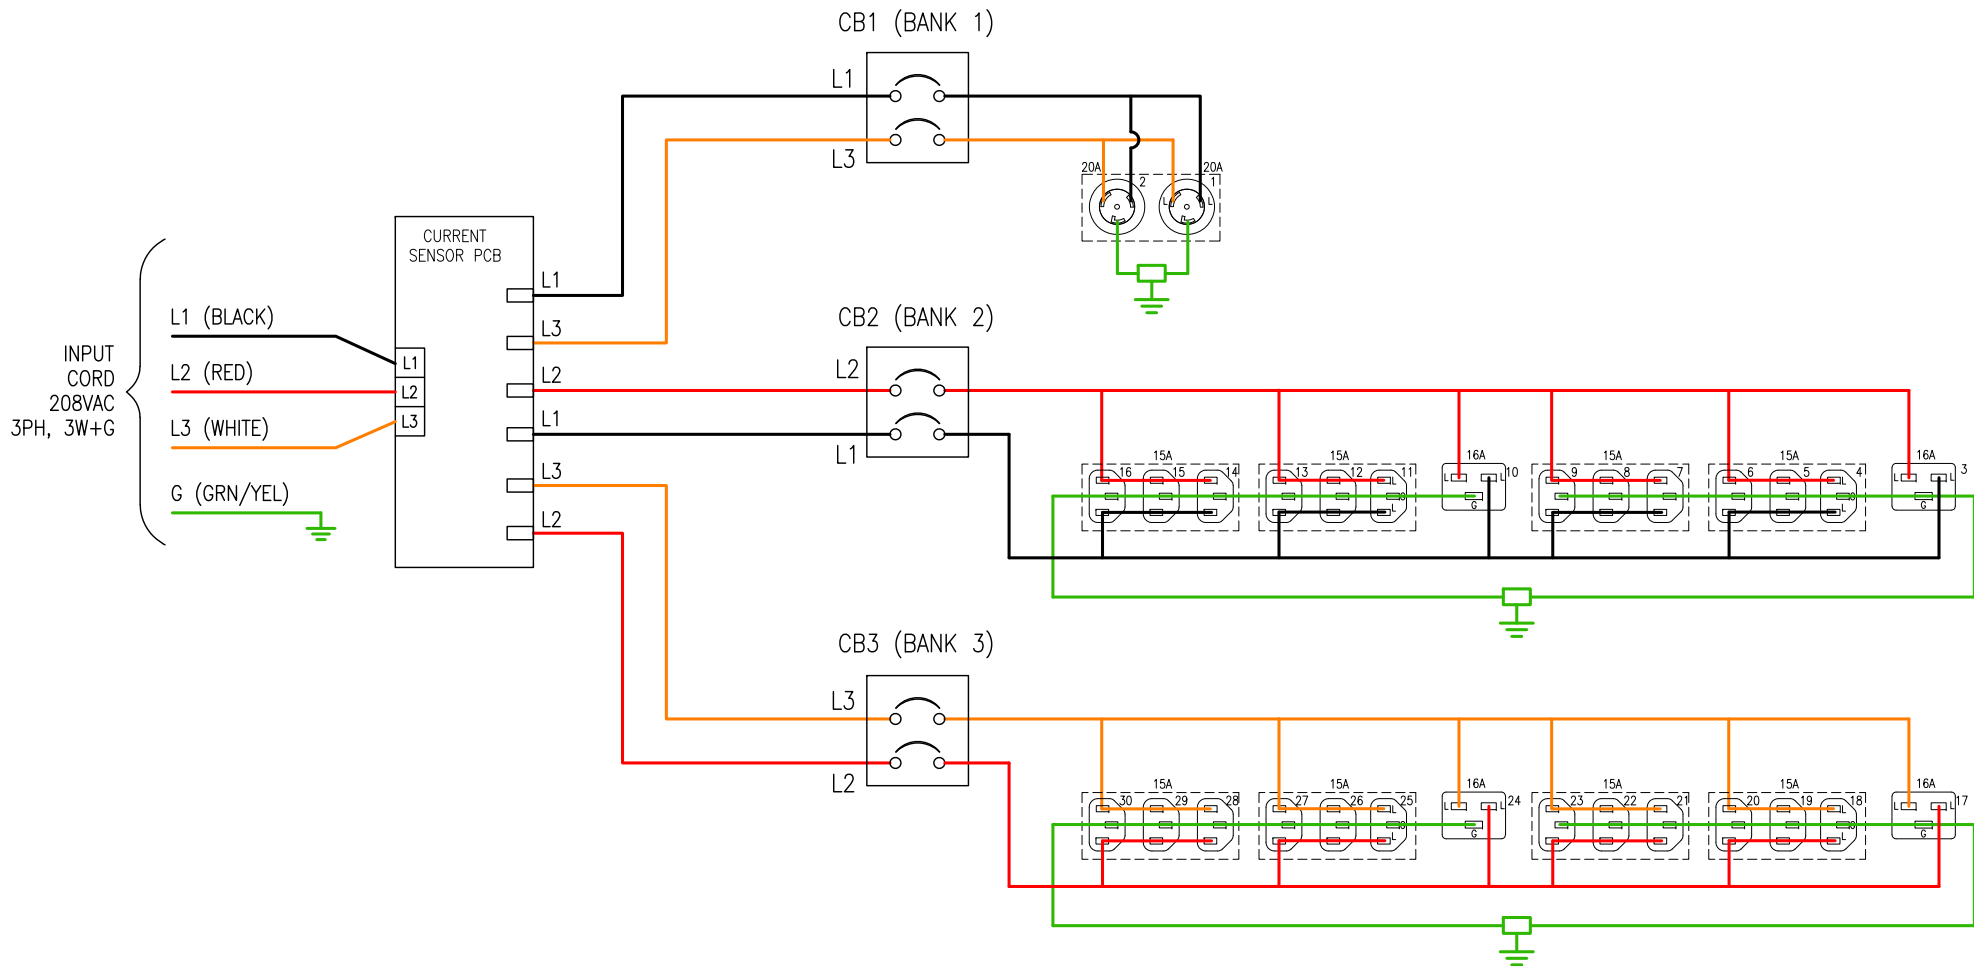 CB1 (BANK 1)
L1
L3
20A
20A
2
1
L
L
CURRENT
SENSOR PCB
L1
L3
L2
L1
L3
L2
L1 (BLACK)
L2 (RED)
L3 (WHITE)
G (GRN/YEL)
INPUT
CORD
208VAC
3PH, 3W+G
L1
L2
L3
CB2 (BANK 2)
L2
L1
15A
15A
16A
15A
15A
16A
16
15
14
13
12
11
10
9
8
7
6
5
4
3
L
G
L
L
L
G
L
G
L
L
L
G
CB3 (BANK 3)
L3
L2
15A
15A
16A
15A
15A
16A
30
29
28
27
26
25
24
23
22
21
20
19
18
17
L
G
L
L
L
G
L
G
L
L
L
G